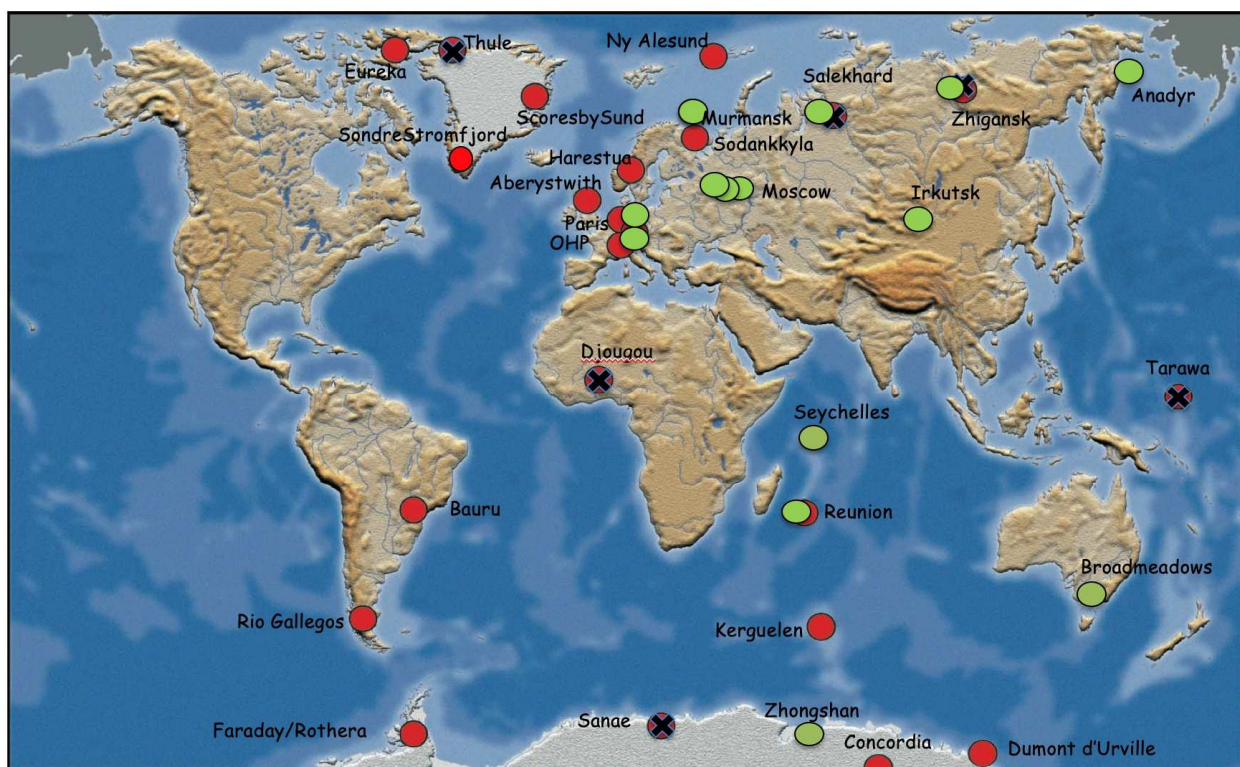 Thule
Ny Alesund
Eureka
Salekhard
Anadyr
ScoresbySund
Murmansk
Zhigansk
SondreStromfjord
Sodankkyla
Harestua
Aberystwith
Moscow
Irkutsk
Paris
OHP
Djougou
Tarawa
Seychelles
Bauru
Reunion
Broadmeadows
Rio Gallegos
Kerguelen
Faraday/Rothera
Sanae
Zhongshan
Concordia
Dumont d'Urville